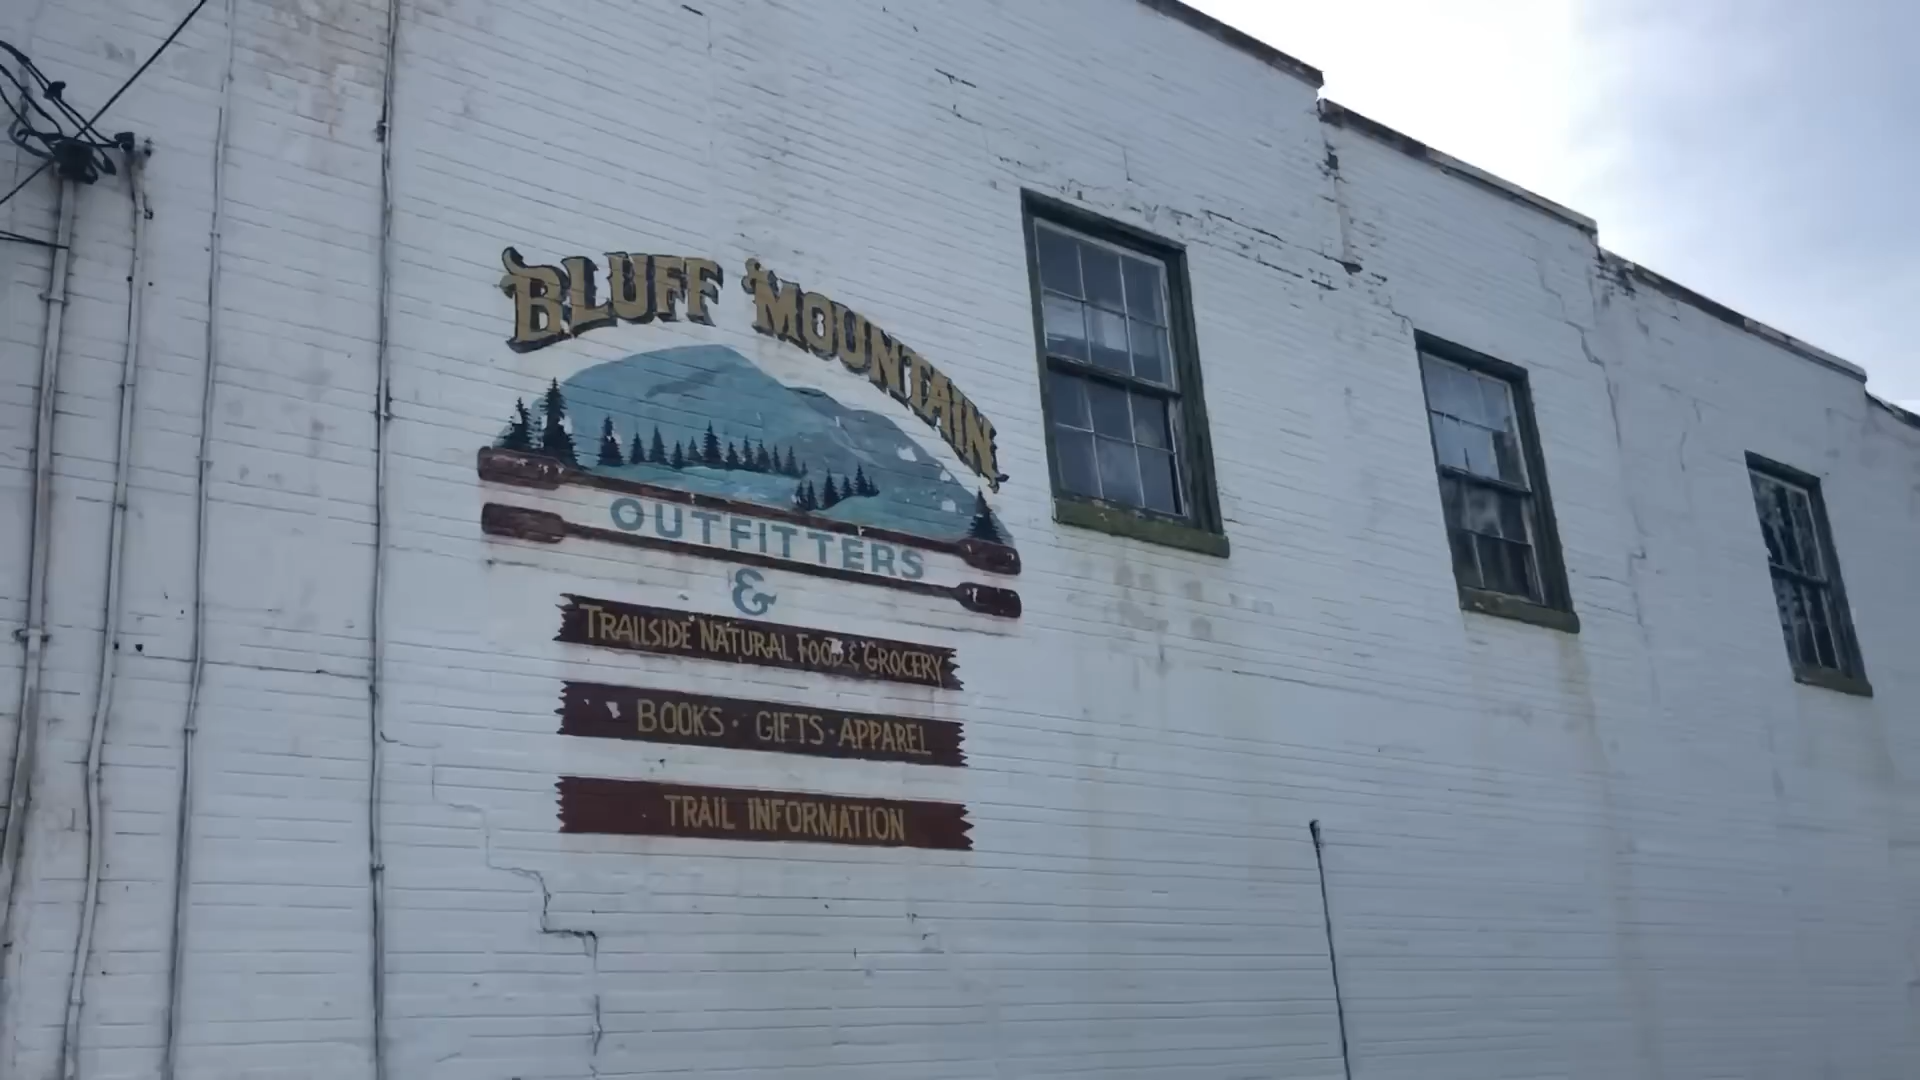 BLUFF MOUNTAIN
OUTFITTERS
&
TRAILSIDE NATURAL FOOD & GROCERY
BOOKS · GIFTS · APPAREL
TRAIL INFORMATION